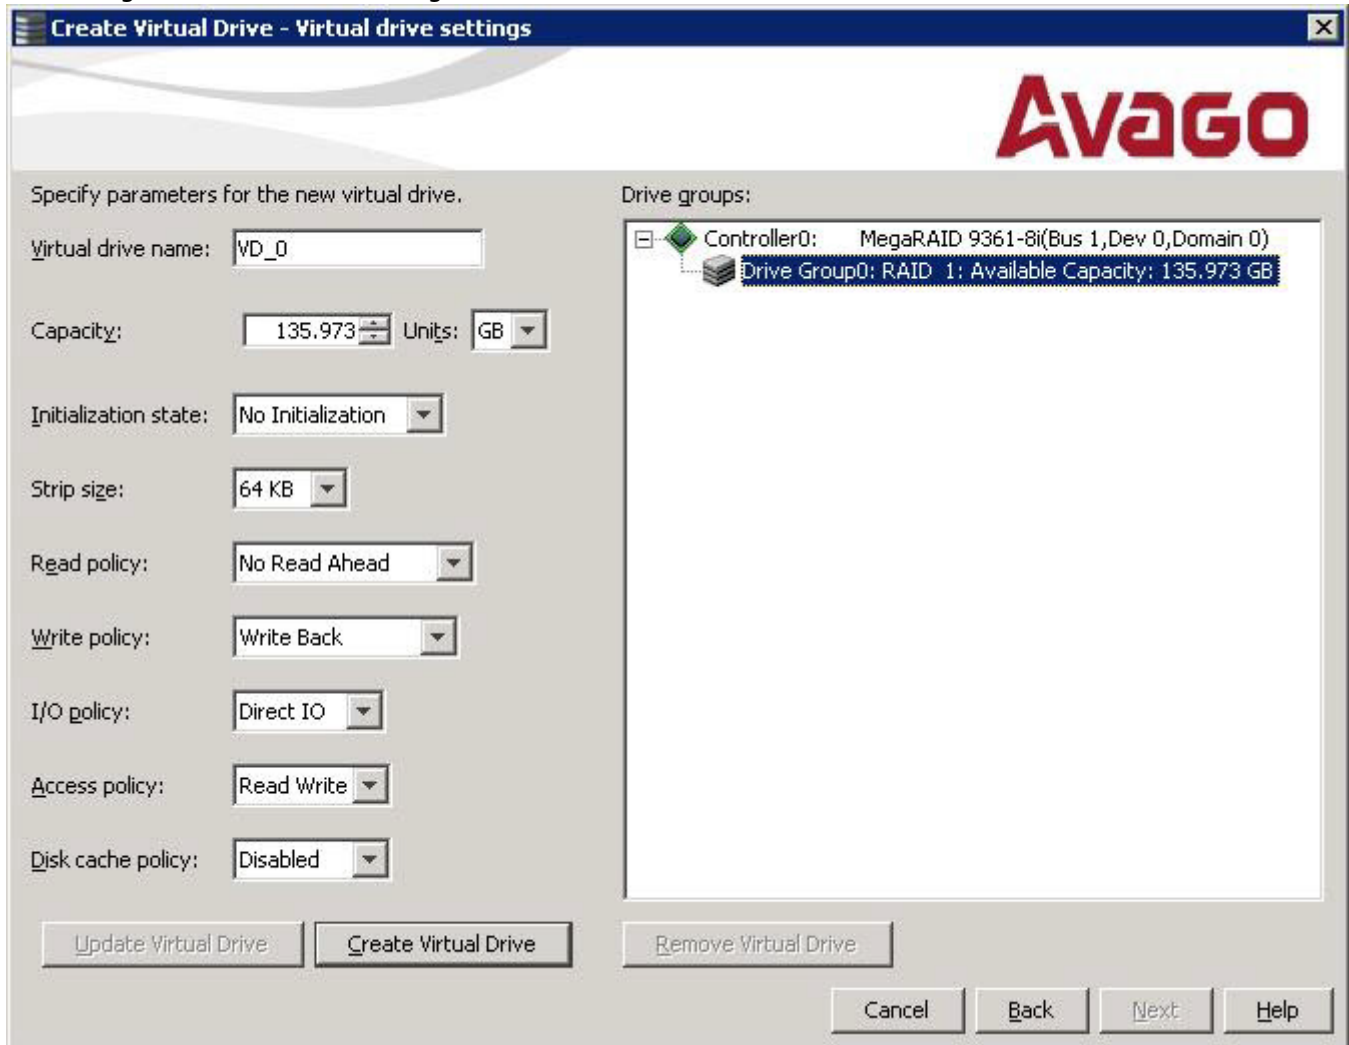 Create Virtual Drive - Virtual drive settings
AVAGO
Specify parameters for the new virtual drive.
Virtual drive name: VD_0
Capacity: 135.973 Units: GB
Initialization state: No Initialization
Strip size: 64 KB
Read policy: No Read Ahead
Write policy: Write Back
I/O policy: Direct IO
Access policy: Read Write
Disk cache policy: Disabled
Drive groups:
Controller0: MegaRAID 9361-8i(Bus 1,Dev 0,Domain 0)
Drive Group0: RAID 1: Available Capacity: 135.973 GB
Update Virtual Drive Create Virtual Drive Remove Virtual Drive
Cancel Back Next Help